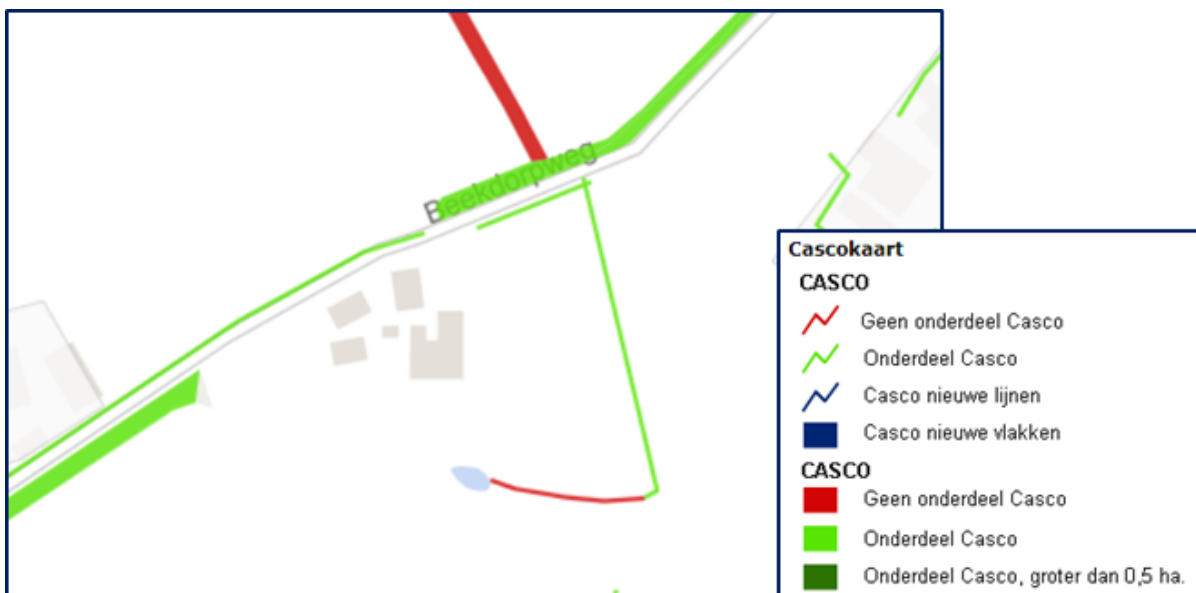 Beekdorpweg
Cascokaart
CASCO
Geen onderdeel Casco
Onderdeel Casco
Casco nieuwe lijnen
Casco nieuwe vlakken
CASCO
Geen onderdeel Casco
Onderdeel Casco
Onderdeel Casco, groter dan 0,5 ha.